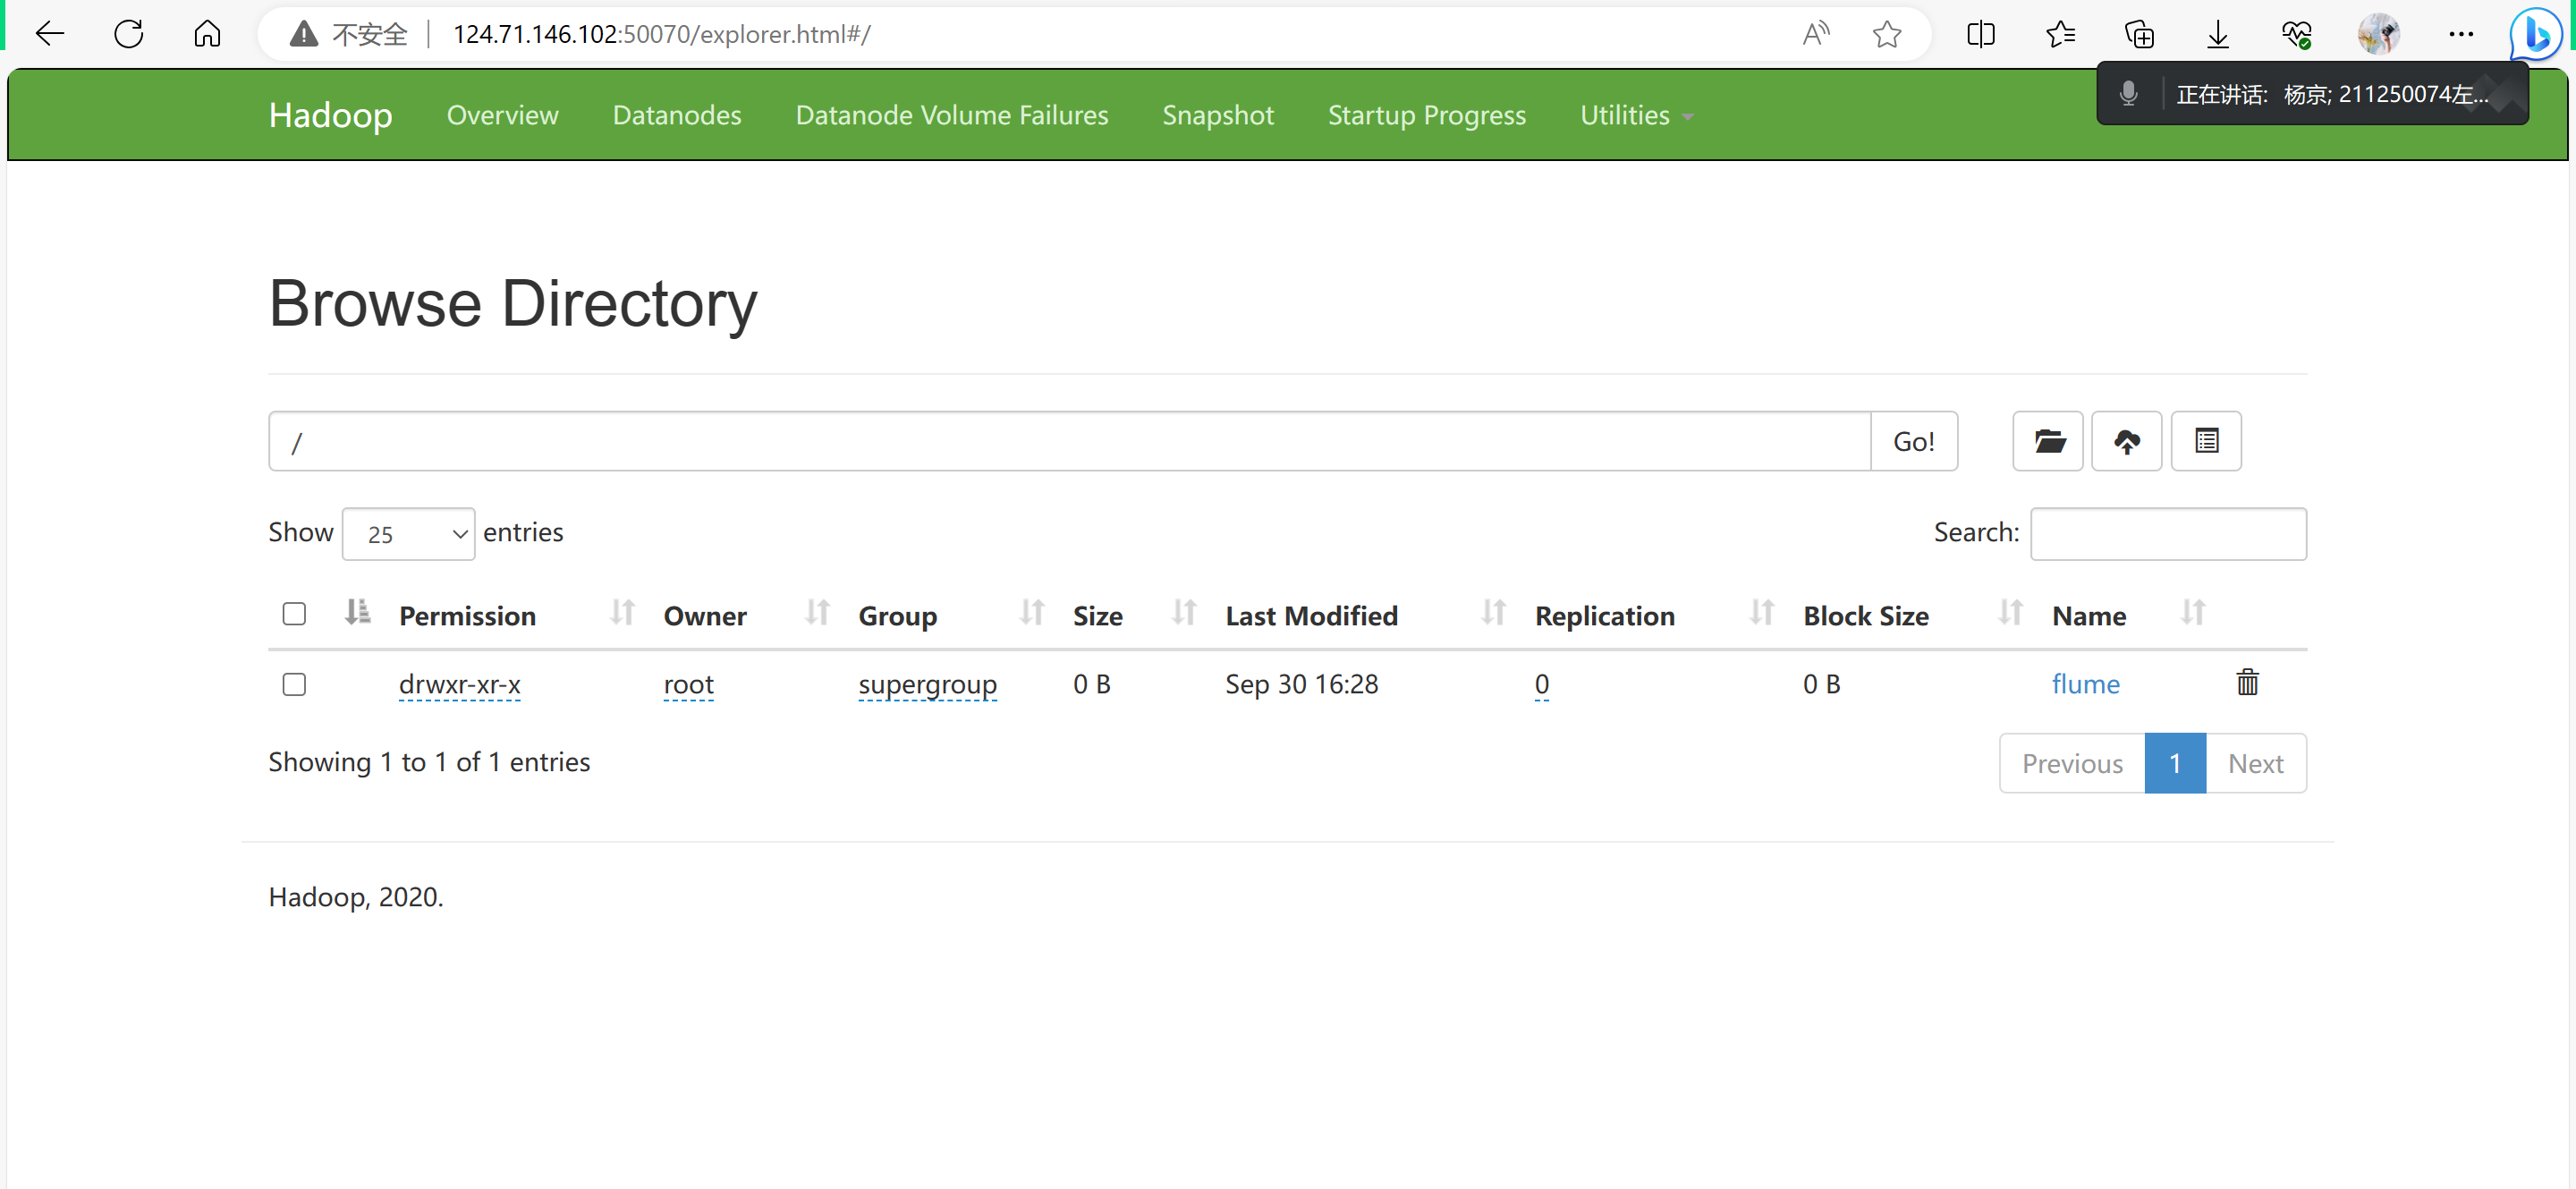 不安全 124.71.146.102:50070/explorer.html#/
正在讲话: 杨京; 211250074左...
Hadoop Overview Datanodes Datanode Volume Failures Snapshot Startup Progress Utilities
Browse Directory
/ Go!
Show 25 entries Search:
Permission Owner Group Size Last Modified Replication Block Size Name
drwxr-xr-x root supergroup 0 B Sep 30 16:28 0 0 B flume
Showing 1 to 1 of 1 entries Previous 1 Next
Hadoop, 2020.